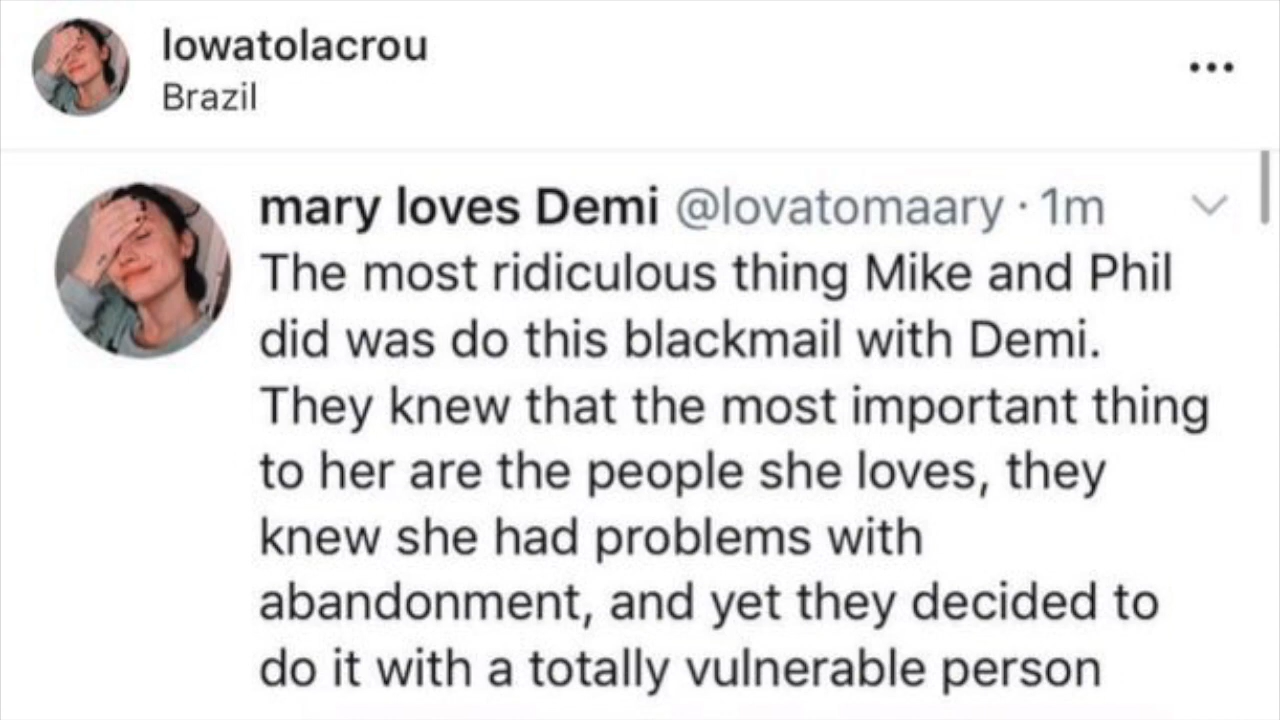 lowatolacrou
Brazil
mary loves Demi @lovatomaary · 1m
The most ridiculous thing Mike and Phil
did was do this blackmail with Demi.
They knew that the most important thing
to her are the people she loves, they
knew she had problems with
abandonment, and yet they decided to
do it with a totally vulnerable person